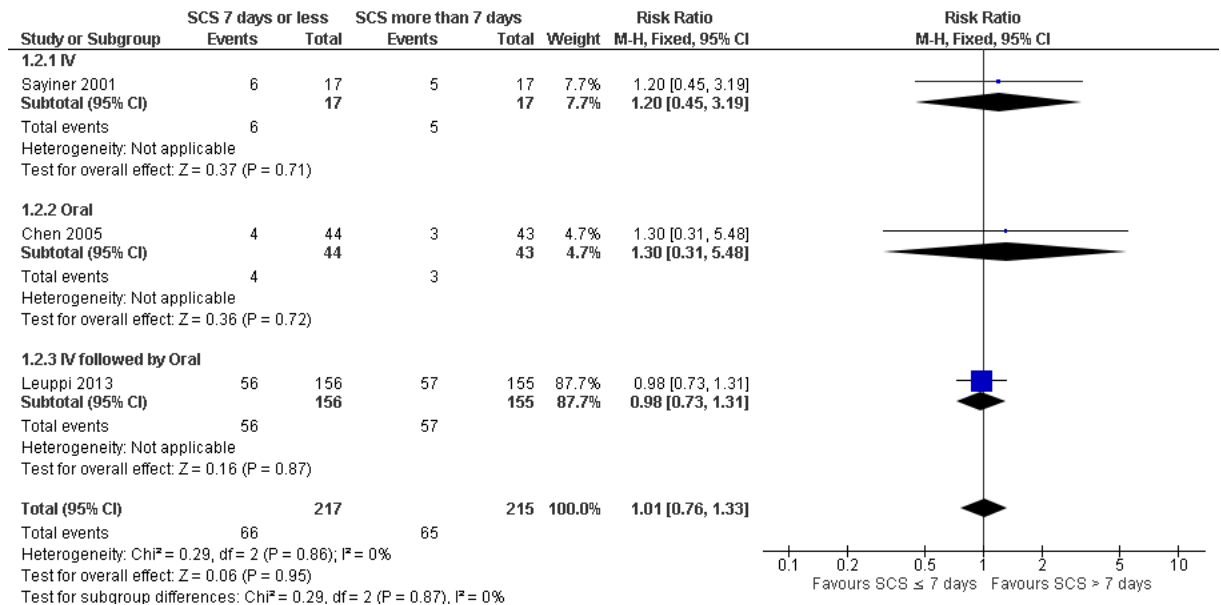 SCS 7 days or less SCS more than 7 days Risk Ratio Risk Ratio
Study or Subgroup Events Total Events Total Weight M-H, Fixed, 95% CI M-H, Fixed, 95% CI
1.2.1 IV
Sayiner 2001 6 17 5 17 7.7% 1.20 [0.45, 3.19]
Subtotal (95% CI) 17 17 7.7% 1.20 [0.45, 3.19]
Total events 6 5
Heterogeneity: Not applicable
Test for overall effect: Z = 0.37 (P = 0.71)
1.2.2 Oral
Chen 2005 4 44 3 43 4.7% 1.30 [0.31, 5.48]
Subtotal (95% CI) 44 43 4.7% 1.30 [0.31, 5.48]
Total events 4 3
Heterogeneity: Not applicable
Test for overall effect: Z = 0.36 (P = 0.72)
1.2.3 IV followed by Oral
Leuppi 2013 56 156 57 155 87.7% 0.98 [0.73, 1.31]
Subtotal (95% CI) 156 155 87.7% 0.98 [0.73, 1.31]
Total events 56 57
Heterogeneity: Not applicable
Test for overall effect: Z = 0.16 (P = 0.87)
Total (95% CI) 217 215 100.0% 1.01 [0.76, 1.33]
Total events 66 65
Heterogeneity: Chi² = 0.29, df = 2 (P = 0.86); I² = 0%
Test for overall effect: Z = 0.06 (P = 0.95)
Test for subgroup differences: Chi² = 0.29, df = 2 (P = 0.87), I² = 0%
0.1 0.2 0.5 1 2 5 10
Favours SCS ≤ 7 days Favours SCS > 7 days